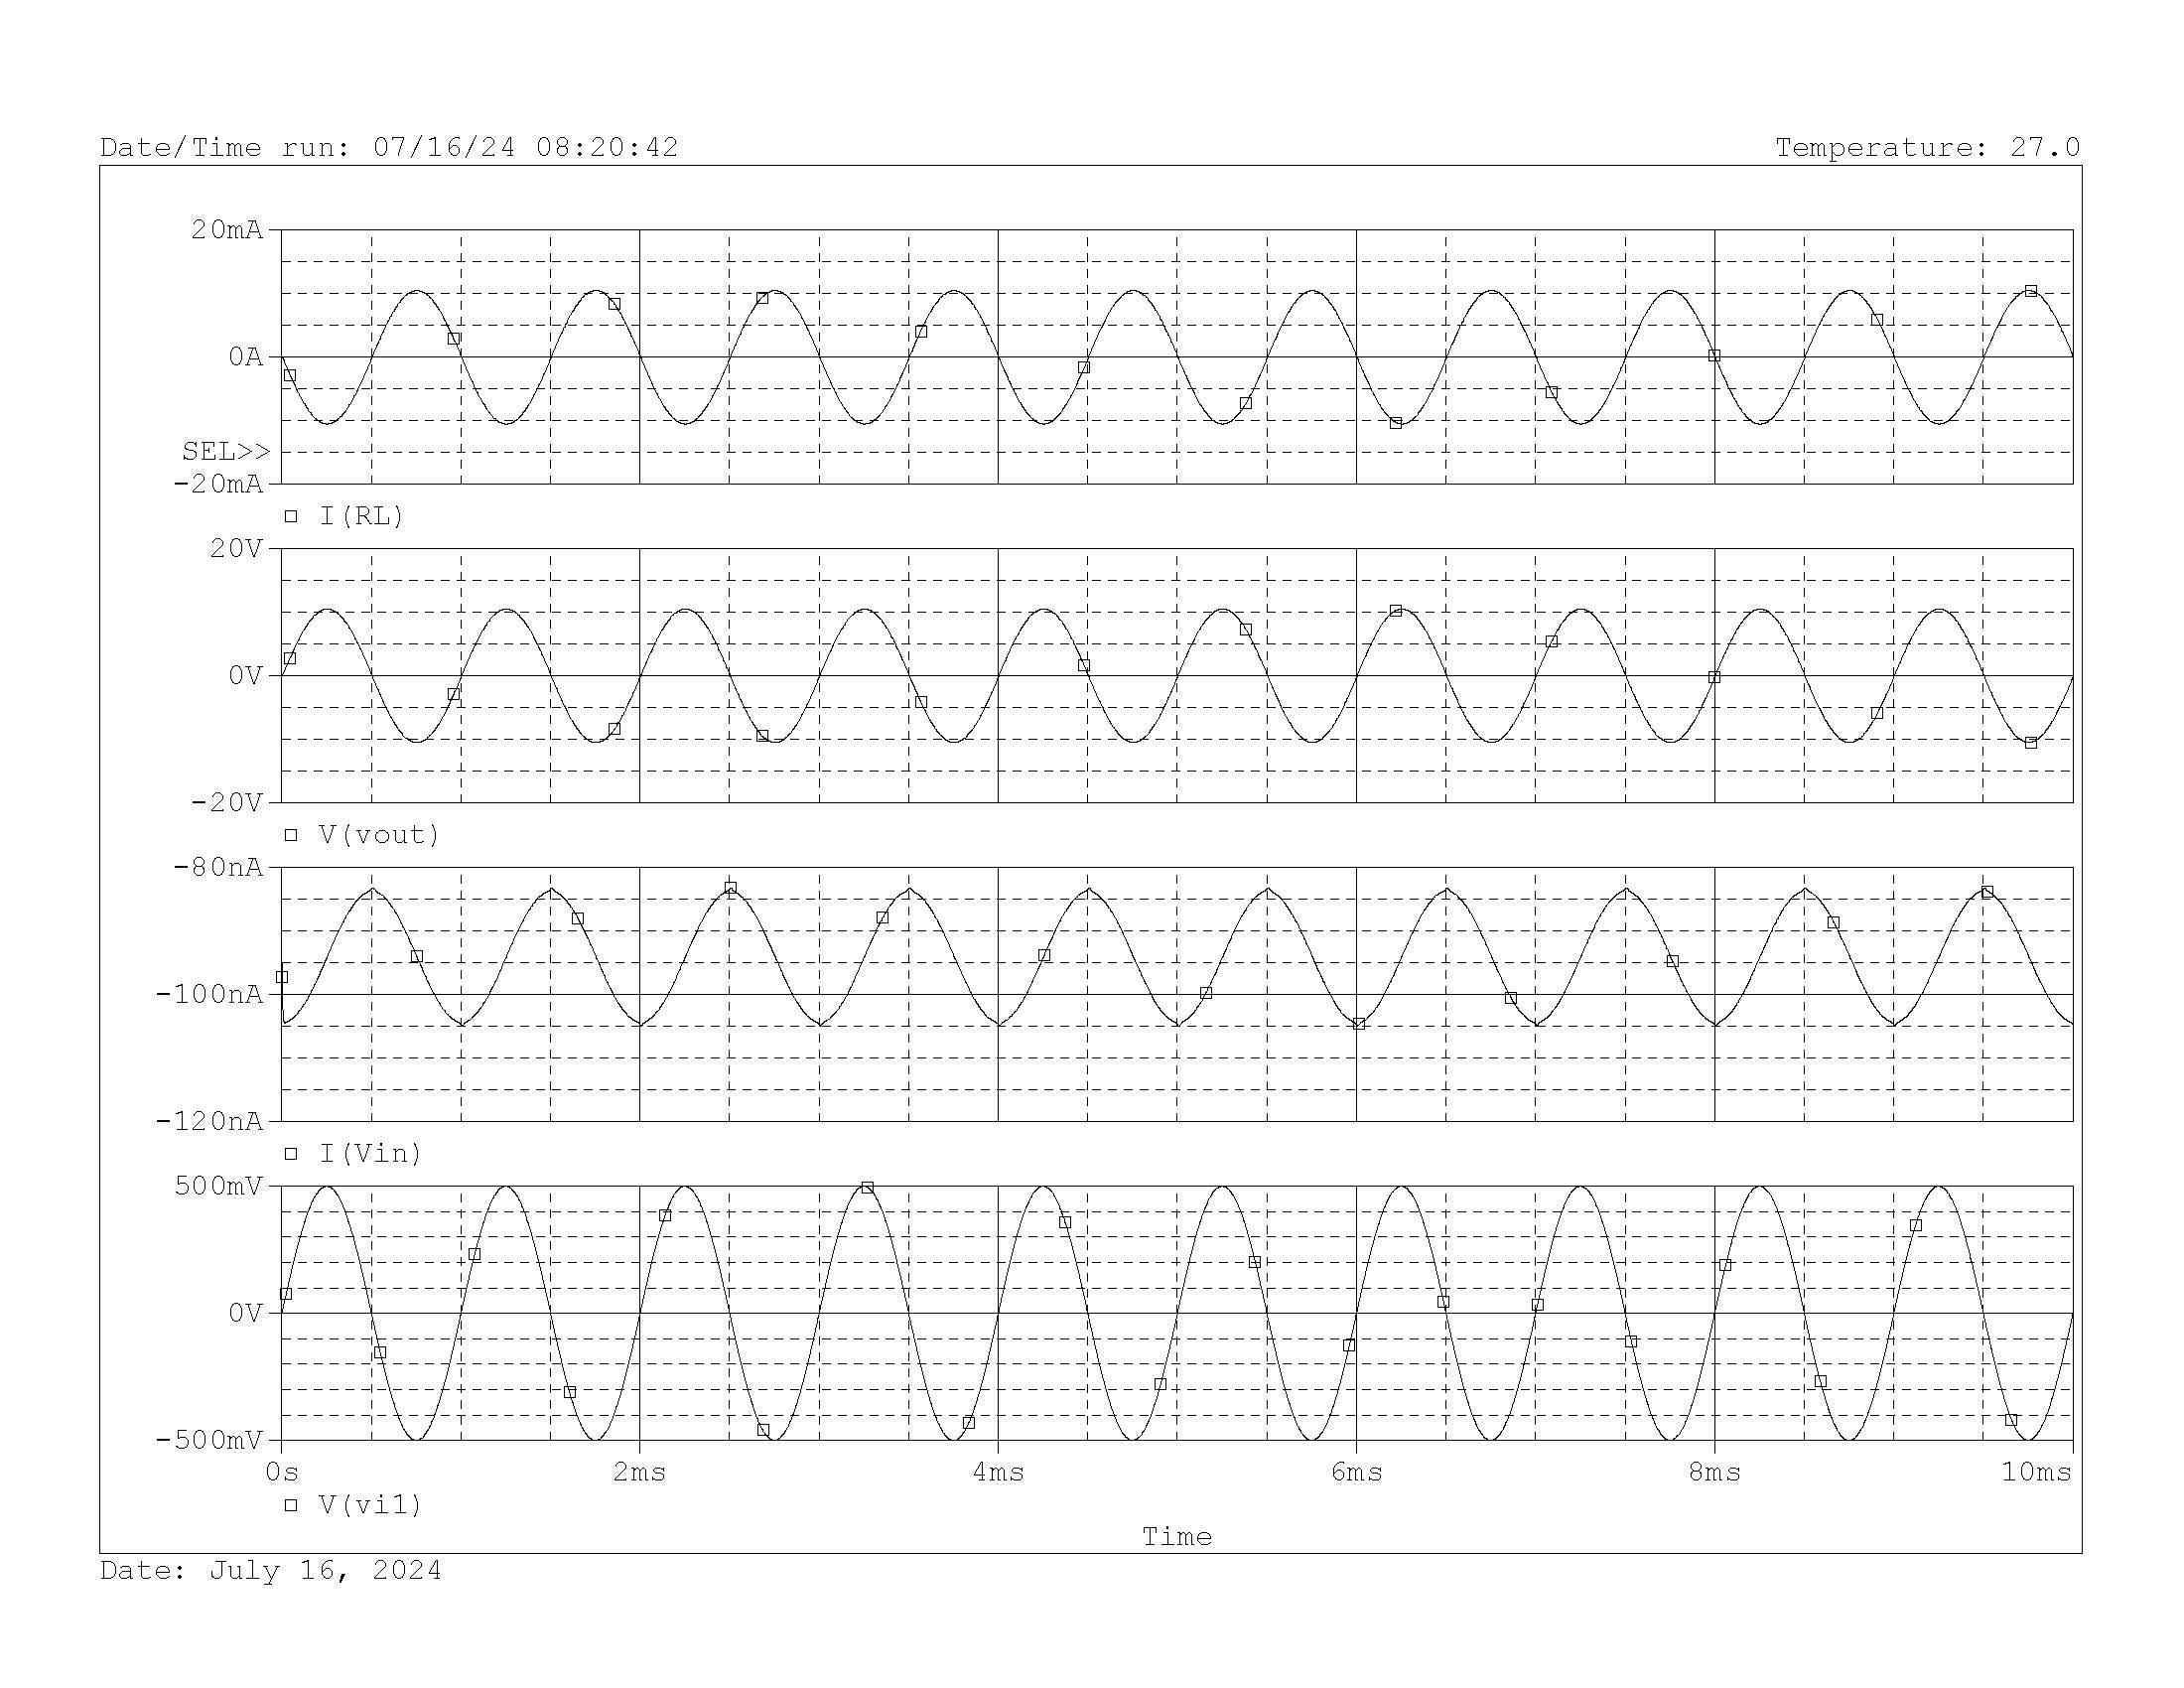 Date/Time run: 07/16/24 08:20:42 Temperature: 27.0
20mA
0A
SEL>>
-20mA
I(RL)
20V
0V
-20V
V(vout)
-80nA
-100nA
-120nA
I(Vin)
500mV
0V
-500mV
0s 2ms 4ms 6ms 8ms 10ms
V(vi1)
Time
Date: July 16, 2024